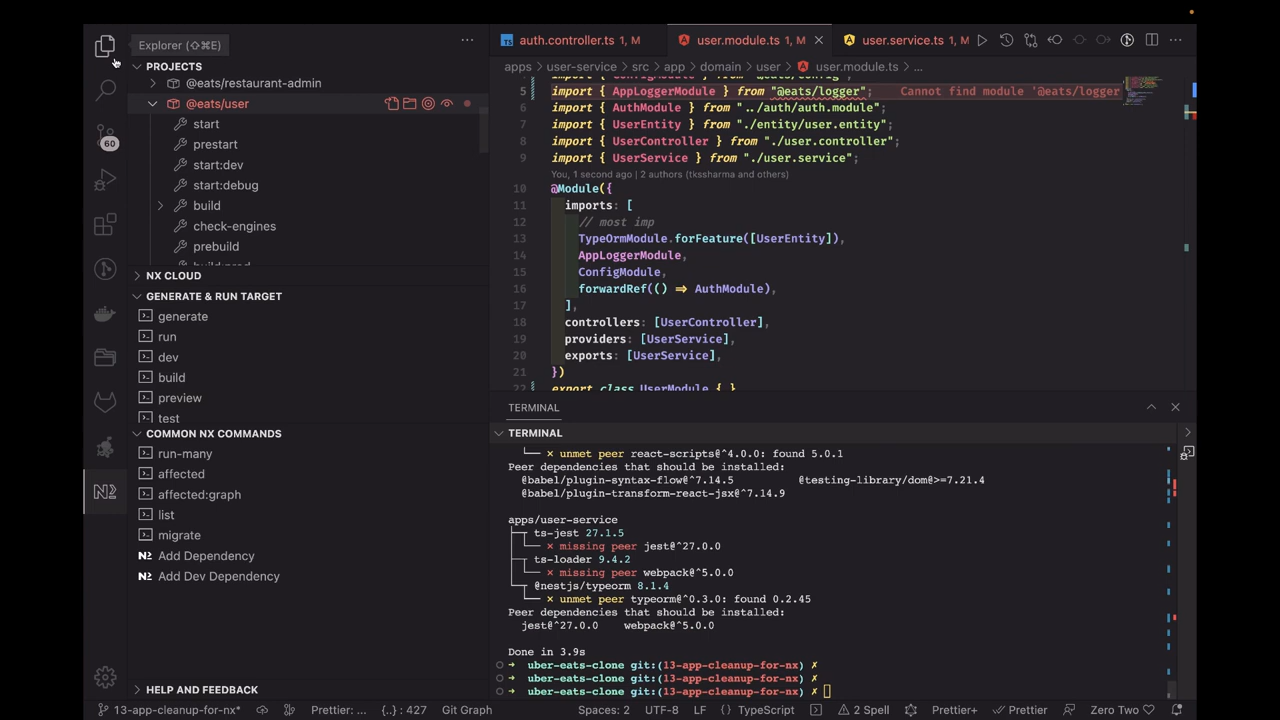 Explorer (⇧⌘E)
PROJECTS
@eats/restaurant-admin
@eats/user
start
prestart
start:dev
start:debug
build
check-engines
prebuild
NX CLOUD
GENERATE & RUN TARGET
generate
run
dev
build
preview
test
COMMON NX COMMANDS
run-many
affected
affected:graph
list
migrate
Add Dependency
Add Dev Dependency
HELP AND FEEDBACK
60
auth.controller.ts 1, M
user.module.ts 1, M
user.service.ts 1, M
apps > user-service > src > app > domain > user > user.module.ts > ...
import { ConfigModule } from "@eats/config";
5 import { AppLoggerModule } from "@eats/logger"; Cannot find module '@eats/logger
6 import { AuthModule } from "../auth/auth.module";
7 import { UserEntity } from "./entity/user.entity";
8 import { UserController } from "./user.controller";
9 import { UserService } from "./user.service";
You, 1 second ago | 2 authors (tkssharma and others)
10 @Module({
11 imports: [
12 // most imp
13 TypeOrmModule.forFeature([UserEntity]),
14 AppLoggerModule,
15 ConfigModule,
16 forwardRef(() => AuthModule),
17 ],
18 controllers: [UserController],
19 providers: [UserService],
20 exports: [UserService],
21 })
22 export class UserModule { }
TERMINAL
TERMINAL
└── ✕ unmet peer react-scripts@^4.0.0: found 5.0.1
Peer dependencies that should be installed:
@babel/plugin-syntax-flow@^7.14.5 @testing-library/dom@>=7.21.4
@babel/plugin-transform-react-jsx@^7.14.9
apps/user-service
├─┬ ts-jest 27.1.5
│ └── ✕ missing peer jest@^27.0.0
├─┬ ts-loader 9.4.2
│ └── ✕ missing peer webpack@^5.0.0
└─┬ @nestjs/typeorm 8.1.4
└── ✕ unmet peer typeorm@^0.3.0: found 0.2.45
Peer dependencies that should be installed:
jest@^27.0.0 webpack@^5.0.0
Done in 3.9s
➜ uber-eats-clone git:(13-app-cleanup-for-nx) ✗
➜ uber-eats-clone git:(13-app-cleanup-for-nx) ✗
➜ uber-eats-clone git:(13-app-cleanup-for-nx) ✗
13-app-cleanup-for-nx* Prettier: ... {..} : 427 Git Graph Spaces: 2 UTF-8 LF { } TypeScript 2 Spell Prettier+ Prettier Zero Two